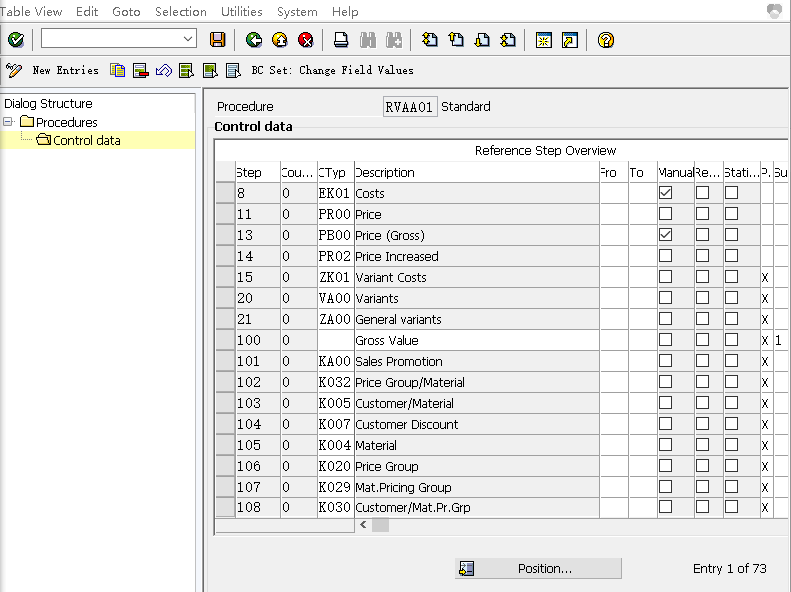 Table View Edit Goto Selection Utilities System Help
New Entries BC Set: Change Field Values
Dialog Structure
Procedures
Control data
Procedure RVAA01 Standard
Control data
Reference Step Overview
Step Cou... CTyp Description Fro To Manual Re... Stati... P. Su
8 0 EK01 Costs
11 0 PR00 Price
13 0 PB00 Price (Gross)
14 0 PR02 Price Increased
15 0 ZK01 Variant Costs X
20 0 VA00 Variants X
21 0 ZA00 General variants X
100 0 Gross Value X 1
101 0 KA00 Sales Promotion X
102 0 K032 Price Group/Material X
103 0 K005 Customer/Material X
104 0 K007 Customer Discount X
105 0 K004 Material X
106 0 K020 Price Group X
107 0 K029 Mat.Pricing Group X
108 0 K030 Customer/Mat.Pr.Grp X
Position... Entry 1 of 73